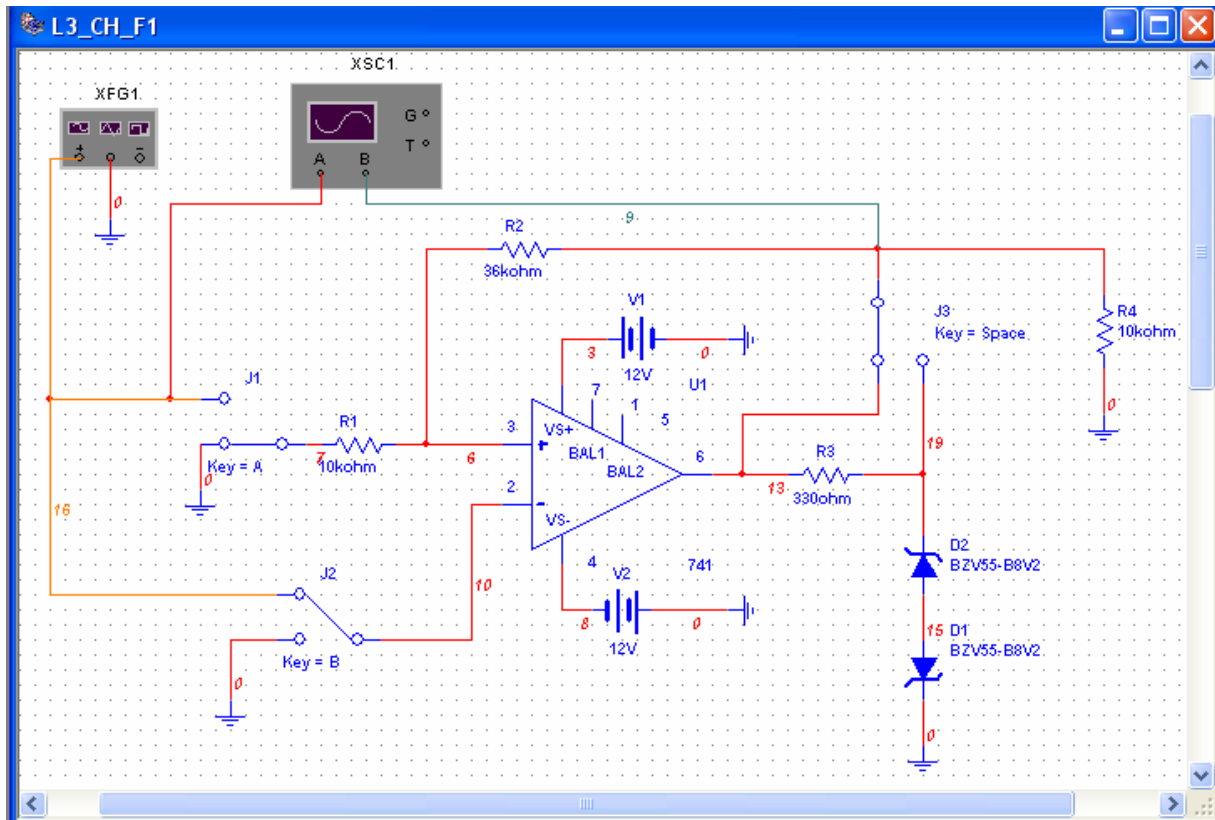 L3_CH_F1
XSC1
XFG1
G
T
A B
+
-
0
9
R2
36kohm
V1
J3
Key = Space
R4
10kohm
3
0
12V
J1
7
U1
1
5
0
R1
3
VS+
BAL1
6
19
Key = A
7
10kohm
6
2
BAL2
R3
0
13
330ohm
16
VS-
D2
BZV55-B8V2
J2
10
4
V2
741
8
0
15
D1
BZV55-B8V2
12V
Key = B
0
0